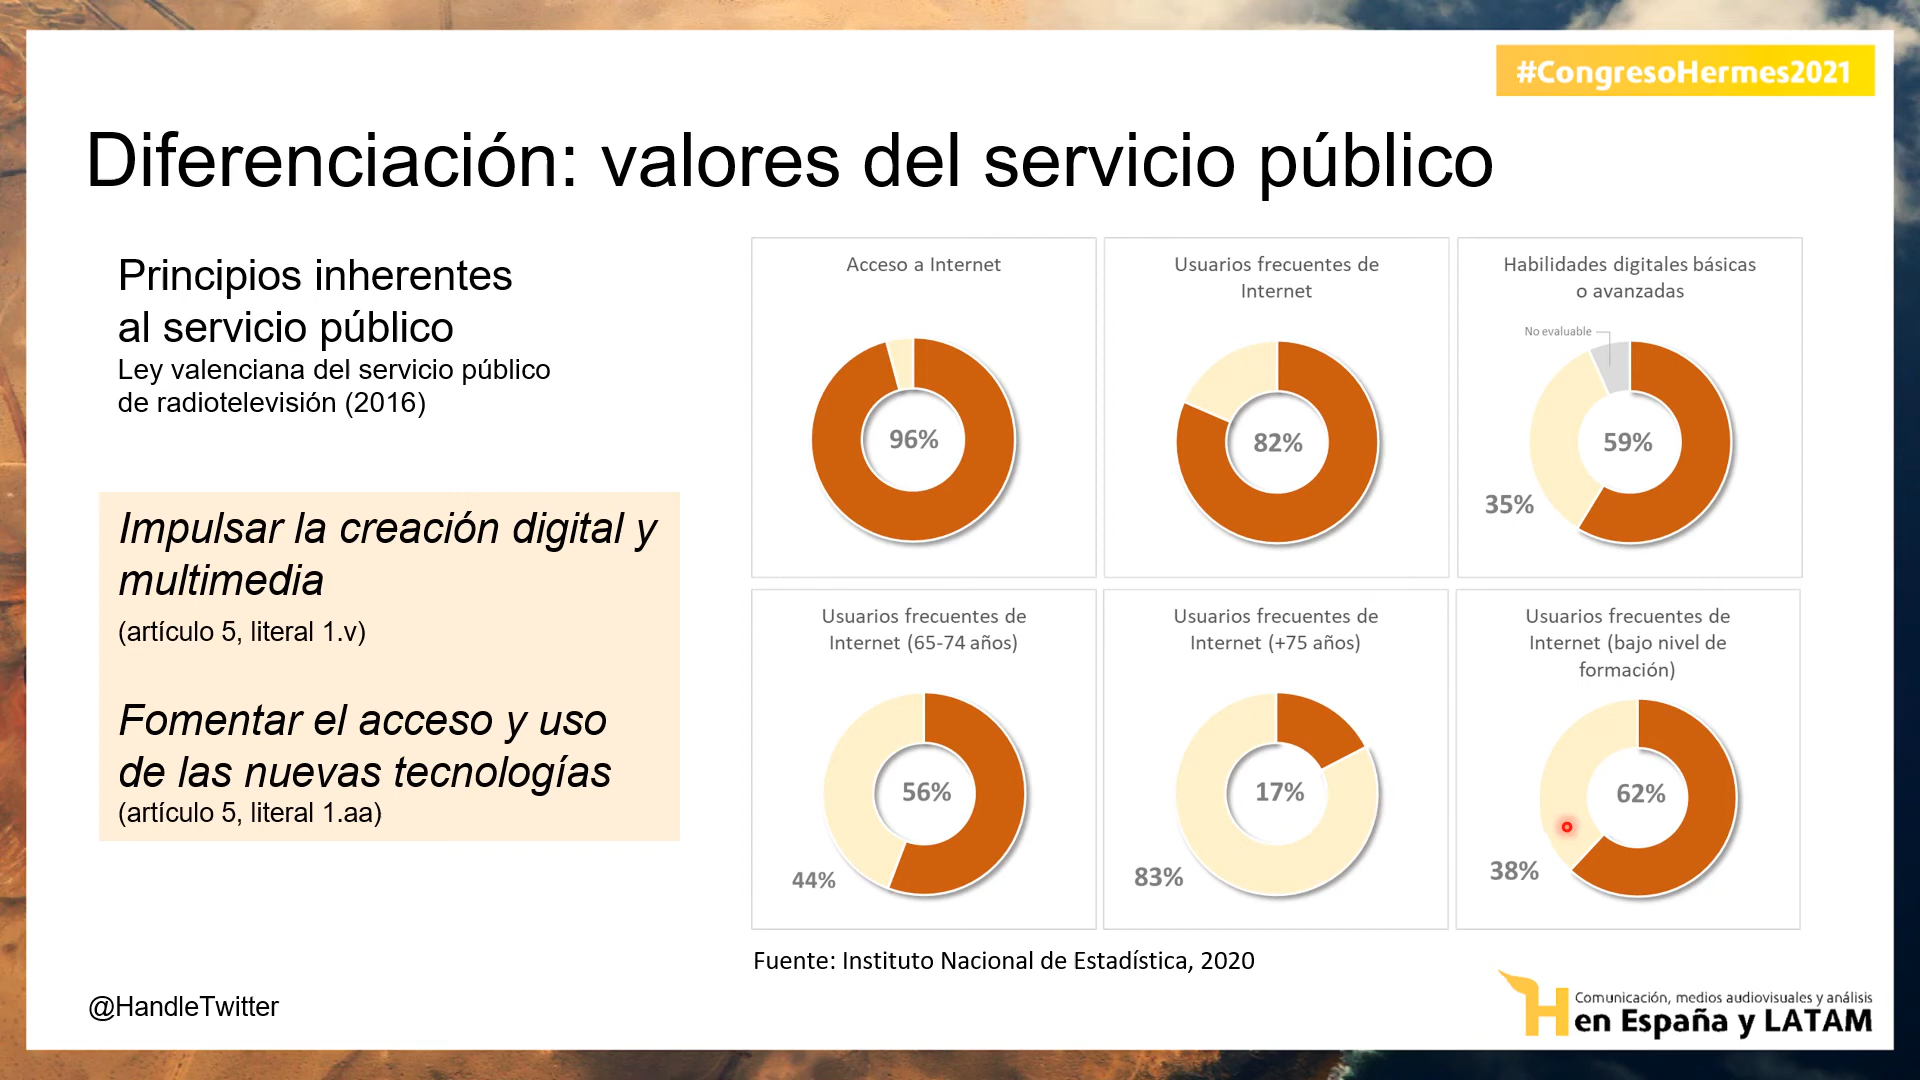 #CongresoHermes2021
Diferenciación: valores del servicio público
Principios inherentes
al servicio público
Ley valenciana del servicio público
de radiotelevisión (2016)
Impulsar la creación digital y
multimedia
(artículo 5, literal 1.v)
Fomentar el acceso y uso
de las nuevas tecnologías
(artículo 5, literal 1.aa)
Acceso a Internet
96%
Usuarios frecuentes de
Internet
82%
Habilidades digitales básicas
o avanzadas
No evaluable
59%
35%
Usuarios frecuentes de
Internet (65-74 años)
56%
44%
Usuarios frecuentes de
Internet (+75 años)
17%
83%
Usuarios frecuentes de
Internet (bajo nivel de
formación)
62%
38%
Fuente: Instituto Nacional de Estadística, 2020
@HandleTwitter
H
Comunicación, medios audiovisuales y análisis
en España y LATAM